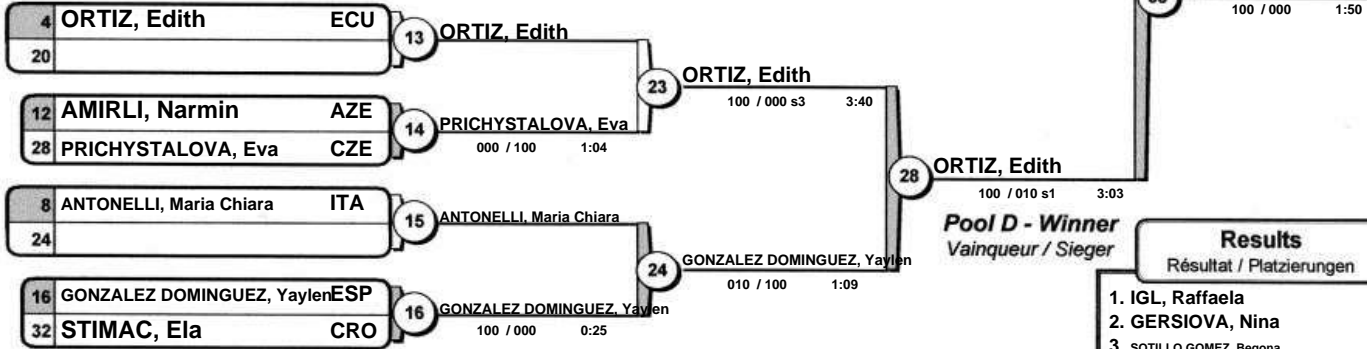 100 / 000 1:50
4 ORTIZ, Edith ECU
20
13 ORTIZ, Edith
12 AMIRLI, Narmin AZE
28 PRICHYSTALOVA, Eva CZE
14 PRICHYSTALOVA, Eva
000 / 100 1:04
23 ORTIZ, Edith
100 / 000 s3 3:40
8 ANTONELLI, Maria Chiara ITA
24
15 ANTONELLI, Maria Chiara
16 GONZALEZ DOMINGUEZ, Yaylen ESP
32 STIMAC, Ela CRO
16 GONZALEZ DOMINGUEZ, Yaylen
100 / 000 0:25
24 GONZALEZ DOMINGUEZ, Yaylen
010 / 100 1:09
28 ORTIZ, Edith
100 / 010 s1 3:03
Pool D - Winner
Vainqueur / Sieger
Results
Résultat / Platzierungen
1. IGL, Raffaela
2. GERSIOVA, Nina
3. SOTILLO GOMEZ, Begona